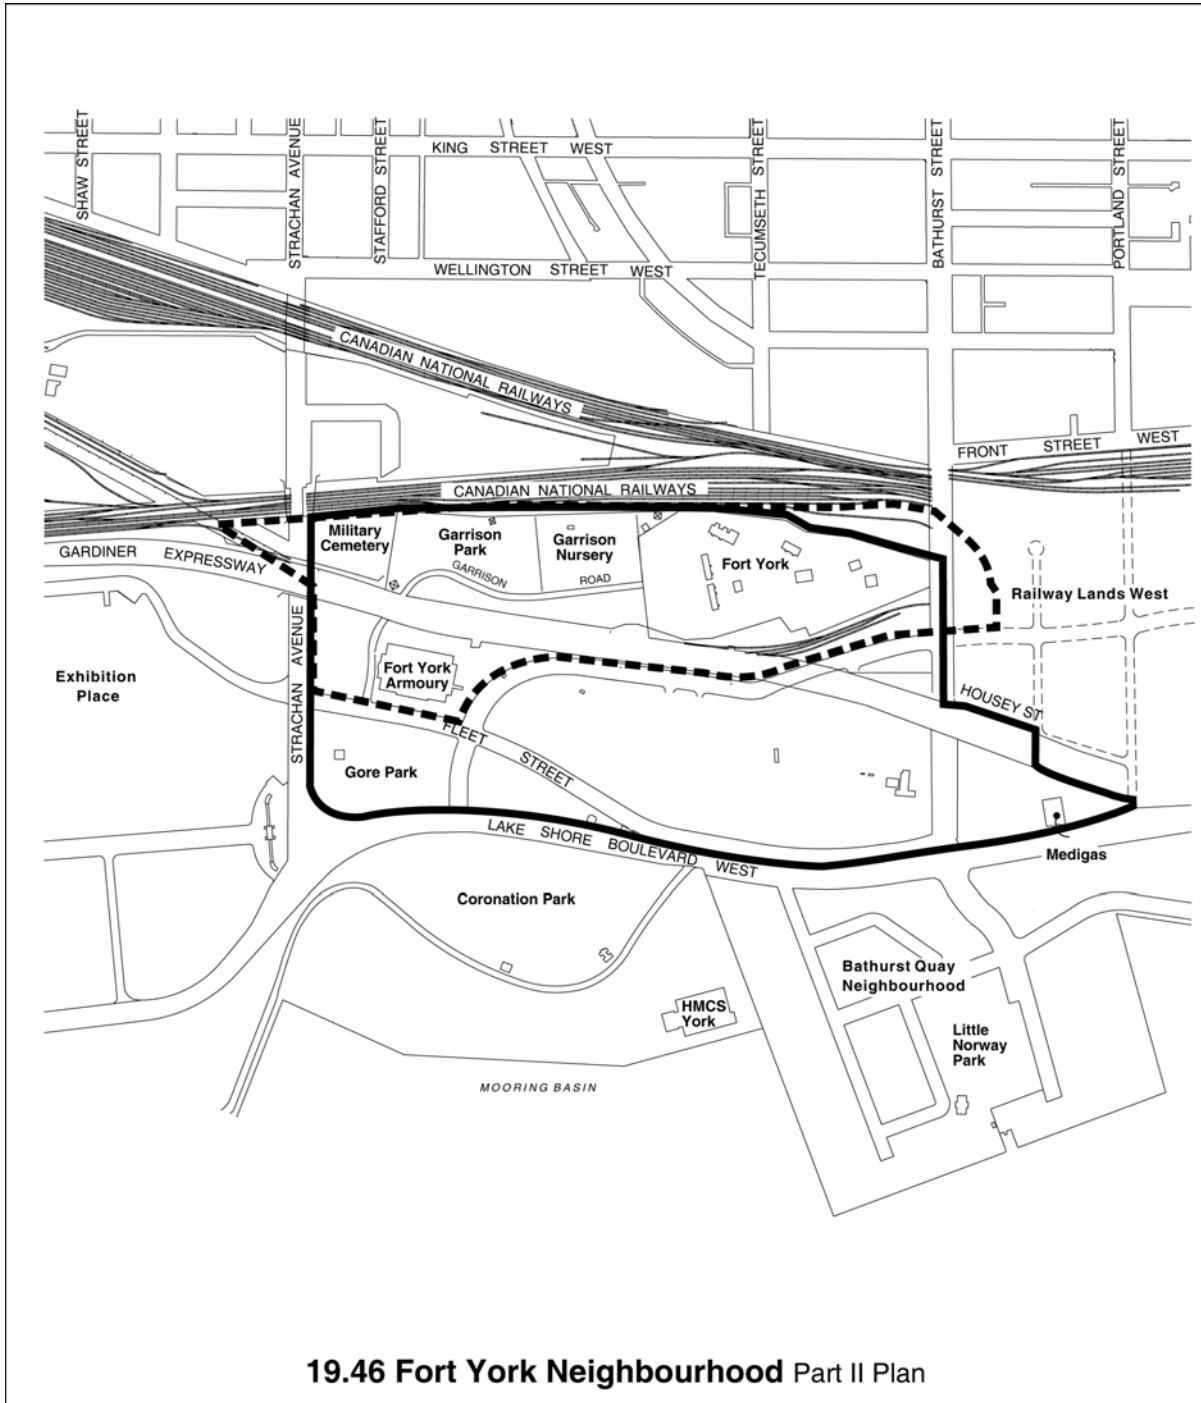 SHAW STREET
STRACHAN AVENUE
STAFFORD STREET
KING STREET WEST
TECUMSETH STREET
BATHURST STREET
PORTLAND STREET
WELLINGTON STREET WEST
CANADIAN NATIONAL RAILWAYS
FRONT STREET WEST
CANADIAN NATIONAL RAILWAYS
GARDINER EXPRESSWAY
Military
Cemetery
Garrison
Park
Garrison
Nursery
GARRISON ROAD
Fort York
Railway Lands West
STRACHAN AVENUE
Exhibition
Place
Fort York
Armoury
HOUSEY ST
FLEET STREET
Gore Park
LAKE SHORE BOULEVARD WEST
Medigas
Coronation Park
Bathurst Quay
Neighbourhood
HMCS
York
Little
Norway
Park
MOORING BASIN
19.46 Fort York Neighbourhood Part II Plan